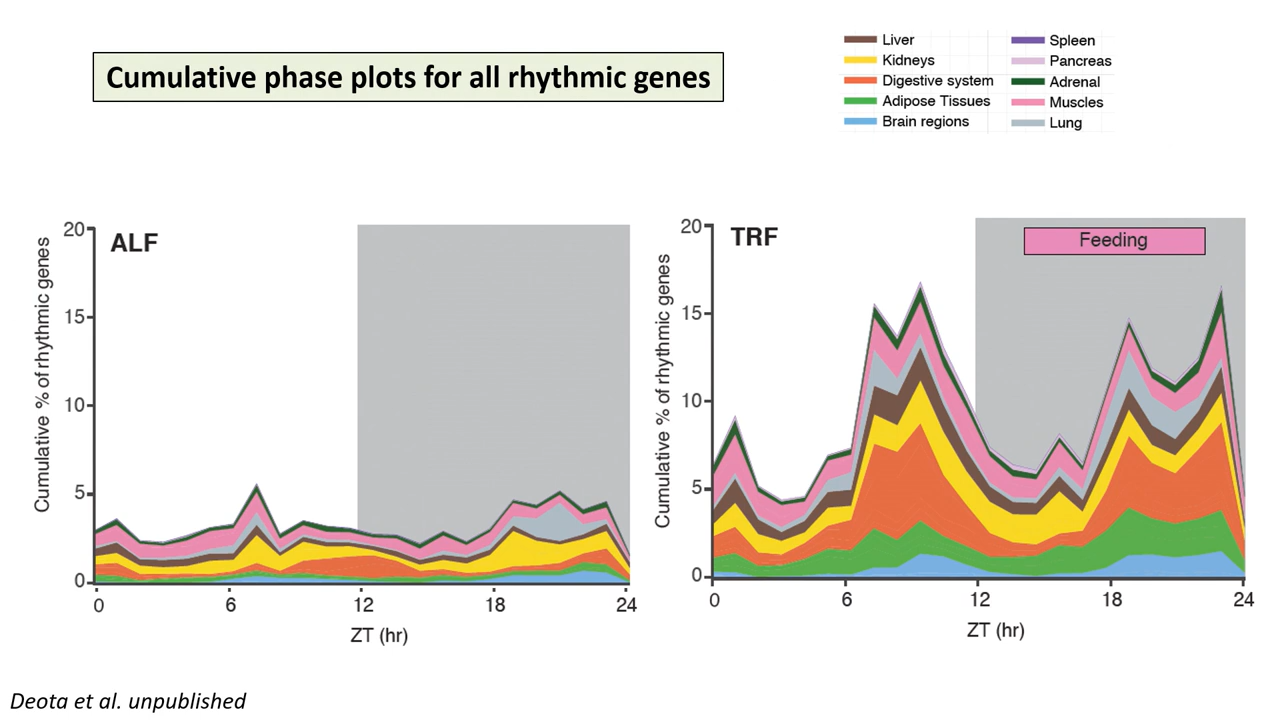 Cumulative phase plots for all rhythmic genes
Liver
Kidneys
Digestive system
Adipose Tissues
Brain regions
Spleen
Pancreas
Adrenal
Muscles
Lung
ALF
Cumulative % of rhythmic genes
20
15
10
5
0
0 6 12 18 24
ZT (hr)
TRF
Feeding
Cumulative % of rhythmic genes
20
15
10
5
0
0 6 12 18 24
ZT (hr)
Deota et al. unpublished